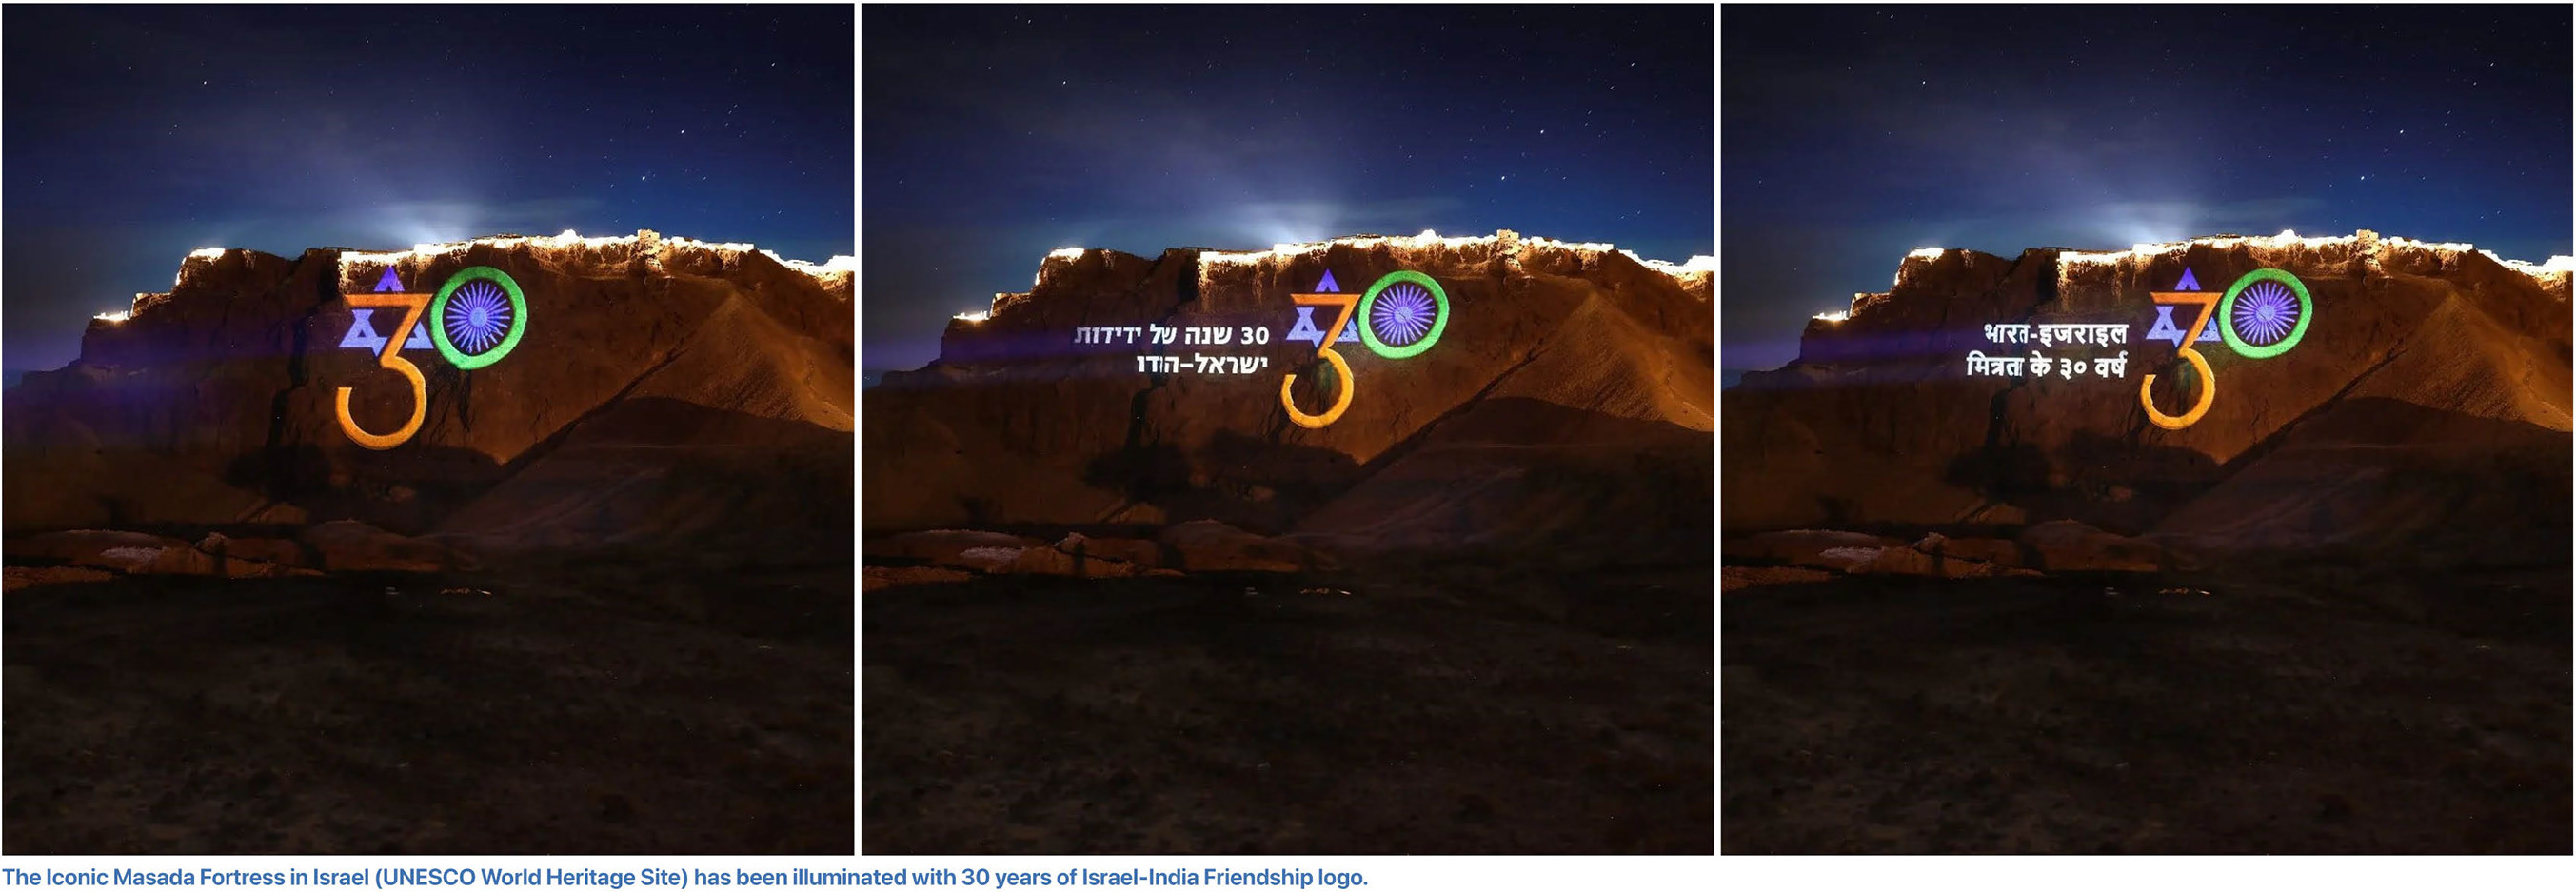 30
30 שנה של ידידות
ישראל-הודו
30
भारत-इजराइल
मित्रता के ३० वर्ष
30
The Iconic Masada Fortress in Israel (UNESCO World Heritage Site) has been illuminated with 30 years of Israel-India Friendship logo.